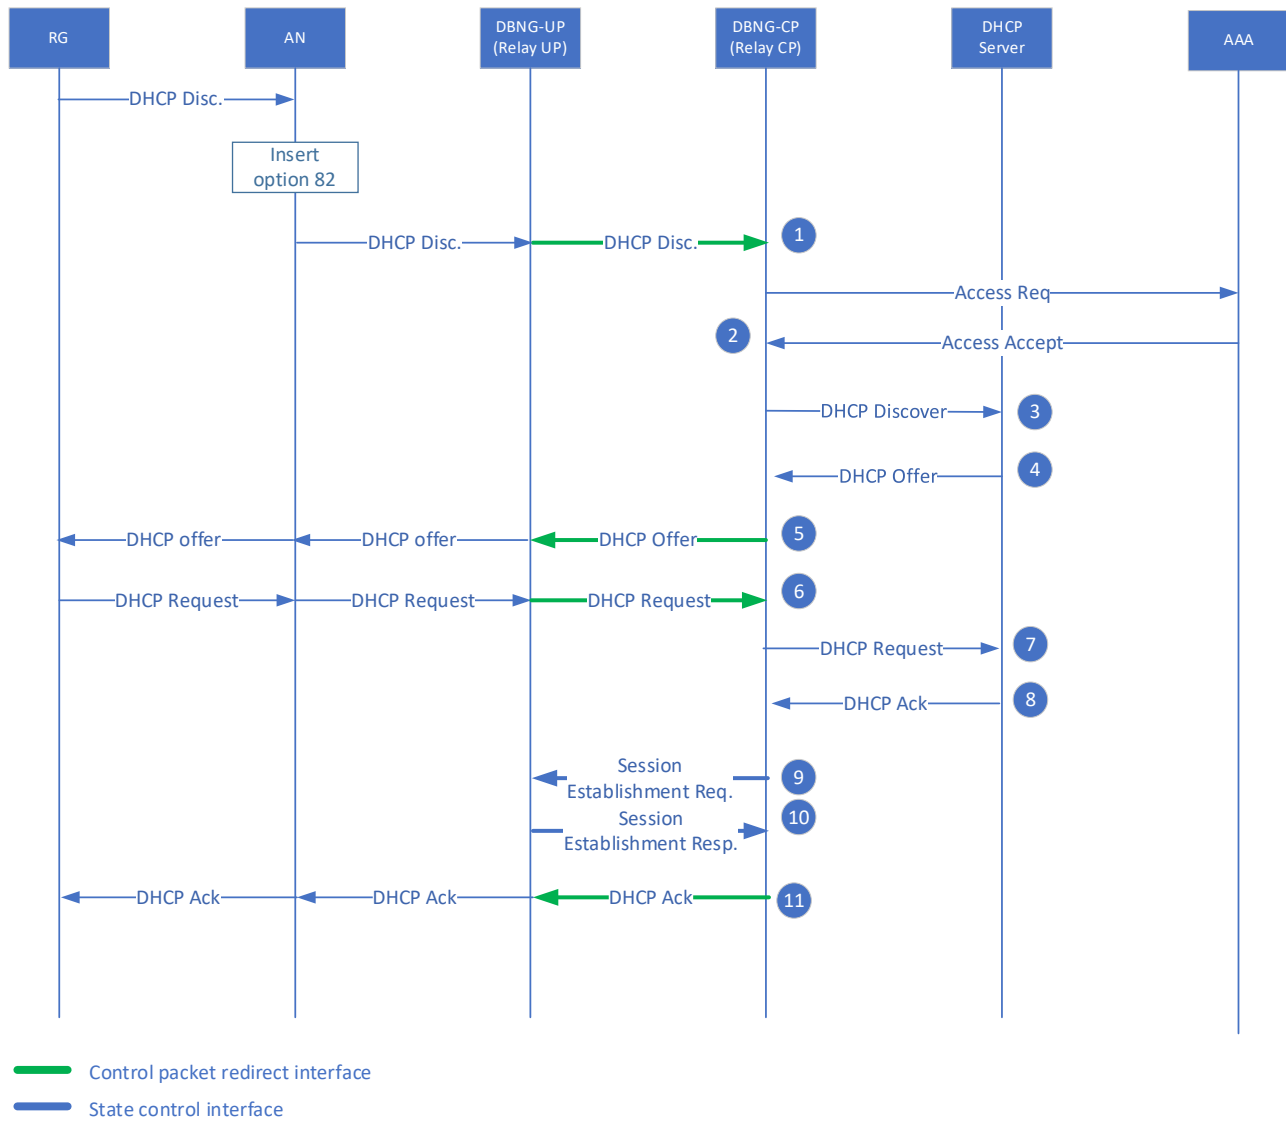 RG
AN
DBNG-UP
(Relay UP)
DBNG-CP
(Relay CP)
DHCP
Server
AAA
DHCP Disc.
Insert
option 82
DHCP Disc.
DHCP Disc.
1
Access Req
2
Access Accept
DHCP Discover
3
DHCP Offer
4
DHCP offer
DHCP offer
DHCP Offer
5
DHCP Request
DHCP Request
DHCP Request
6
DHCP Request
7
DHCP Ack
8
Session
Establishment Req.
9
Session
Establishment Resp.
10
DHCP Ack
DHCP Ack
DHCP Ack
11
Control packet redirect interface
State control interface